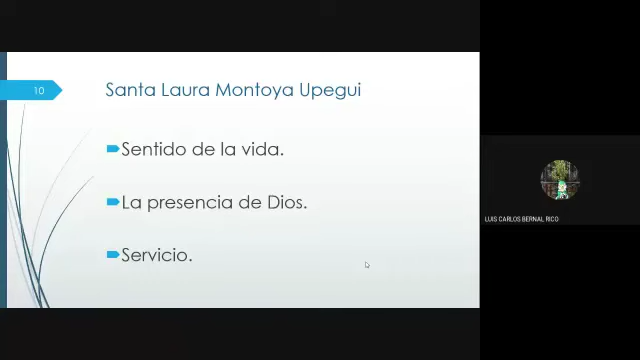 10
Santa Laura Montoya Upegui
Sentido de la vida.
La presencia de Dios.
Servicio.
LUIS CARLOS BERNAL RICO